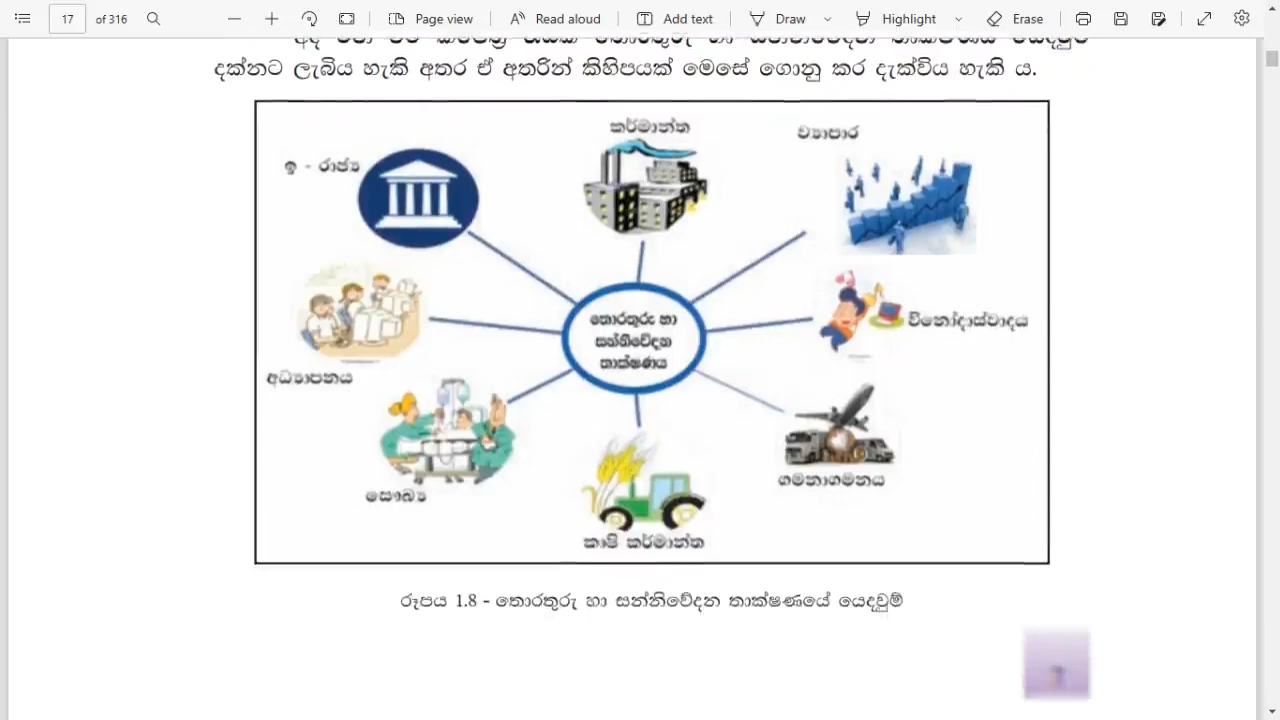 17 of 316 Page view Read aloud Add text Draw Highlight Erase
දක්නට ලැබිය හැකි අතර ඒ අතරින් කිහිපයක් මෙසේ ගොනු කර දැක්විය හැකි ය.
කර්මාන්ත
ව්‍යාපාර
ඉ - රාජ්‍ය
තොරතුරු හා
සන්නිවේදන
තාක්ෂණය
විනෝදාස්වාදය
අධ්‍යාපනය
ගමනාගමනය
සෞඛ්‍ය
කෘෂි කර්මාන්ත
රූපය 1.8 - තොරතුරු හා සන්නිවේදන තාක්ෂණයේ යෙදවුම්